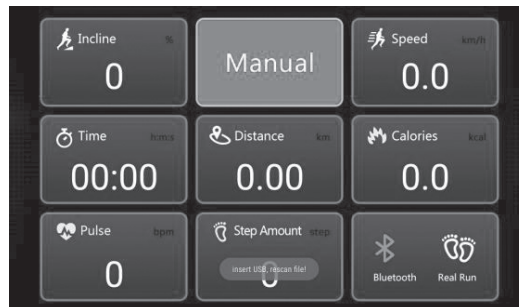 Incline %
0
Manual
Speed km/h
0.0
Time h:m:s
00:00
Distance km
0.00
Calories kcal
0.0
Pulse bpm
0
Step Amount step
0
insert USB, rescan file!
Bluetooth
Real Run